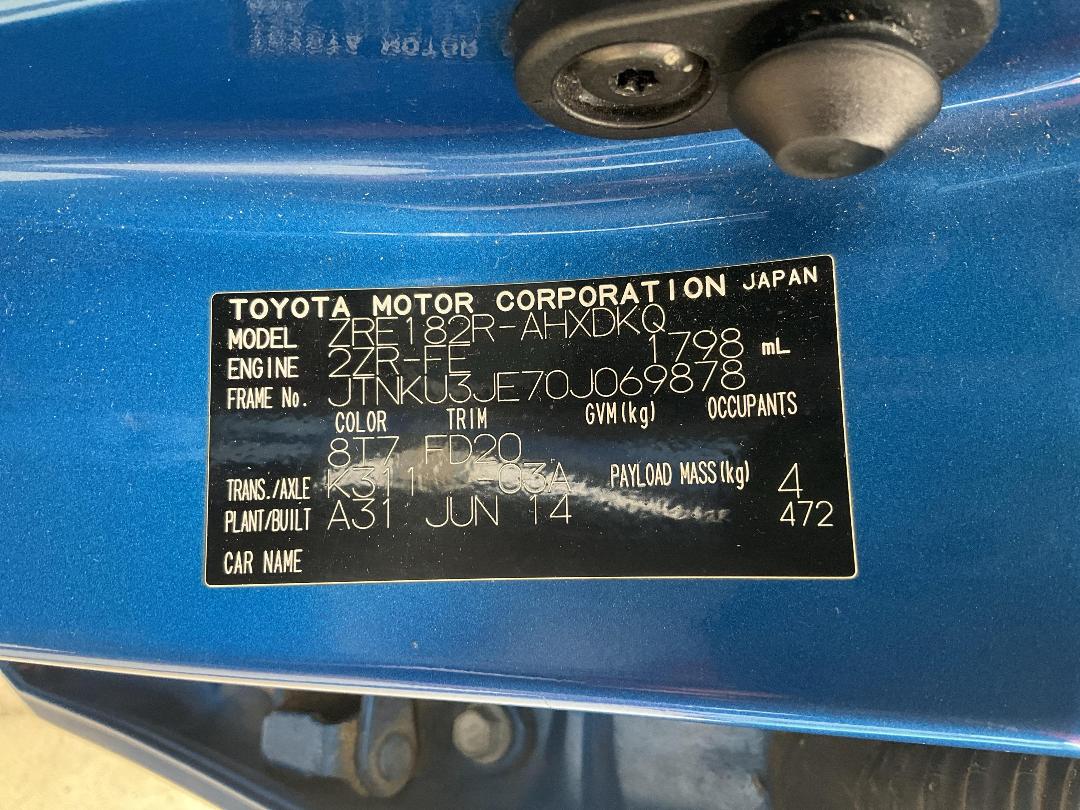 TOYOTA MOTOR CORPORATION JAPAN
MODEL ZRE182R-AHXDKQ
ENGINE 2ZR-FE 1798 mL
FRAME No. JTNKU3JE70J069878
COLOR TRIM GVM(kg) OCCUPANTS
8T7 FD20
TRANS./AXLE K311 -03A PAYLOAD MASS(kg) 4
PLANT/BUILT A31 JUN 14 472
CAR NAME